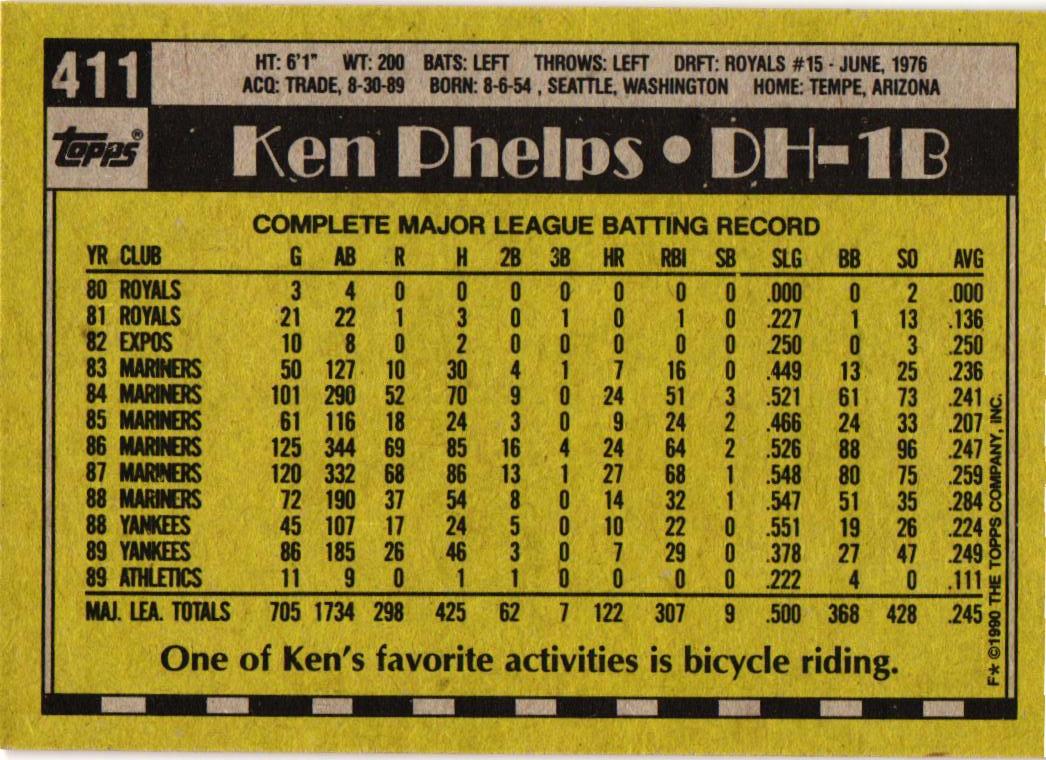 411
HT: 6'1" WT: 200 BATS: LEFT THROWS: LEFT DRFT: ROYALS #15 - JUNE, 1976
ACQ: TRADE, 8-30-89 BORN: 8-6-54 , SEATTLE, WASHINGTON HOME: TEMPE, ARIZONA
topps®
Ken Phelps • DH-1B
COMPLETE MAJOR LEAGUE BATTING RECORD
YR CLUB G AB R H 2B 3B HR RBI SB SLG BB SO AVG
80 ROYALS 3 4 0 0 0 0 0 0 0 .000 0 2 .000
81 ROYALS 21 22 1 3 0 1 0 1 0 .227 1 13 .136
82 EXPOS 10 8 0 2 0 0 0 0 0 .250 0 3 .250
83 MARINERS 50 127 10 30 4 1 7 16 0 .449 13 25 .236
84 MARINERS 101 290 52 70 9 0 24 51 3 .521 61 73 .241
85 MARINERS 61 116 18 24 3 0 9 24 2 .466 24 33 .207
86 MARINERS 125 344 69 85 16 4 24 64 2 .526 88 96 .247
87 MARINERS 120 332 68 86 13 1 27 68 1 .548 80 75 .259
88 MARINERS 72 190 37 54 8 0 14 32 1 .547 51 35 .284
88 YANKEES 45 107 17 24 5 0 10 22 0 .551 19 26 .224
89 YANKEES 86 185 26 46 3 0 7 29 0 .378 27 47 .249
89 ATHLETICS 11 9 0 1 1 0 0 0 0 .222 4 0 .111
MAJ. LEA. TOTALS 705 1734 298 425 62 7 122 307 9 .500 368 428 .245
One of Ken's favorite activities is bicycle riding.
F* ©1990 THE TOPPS COMPANY, INC.